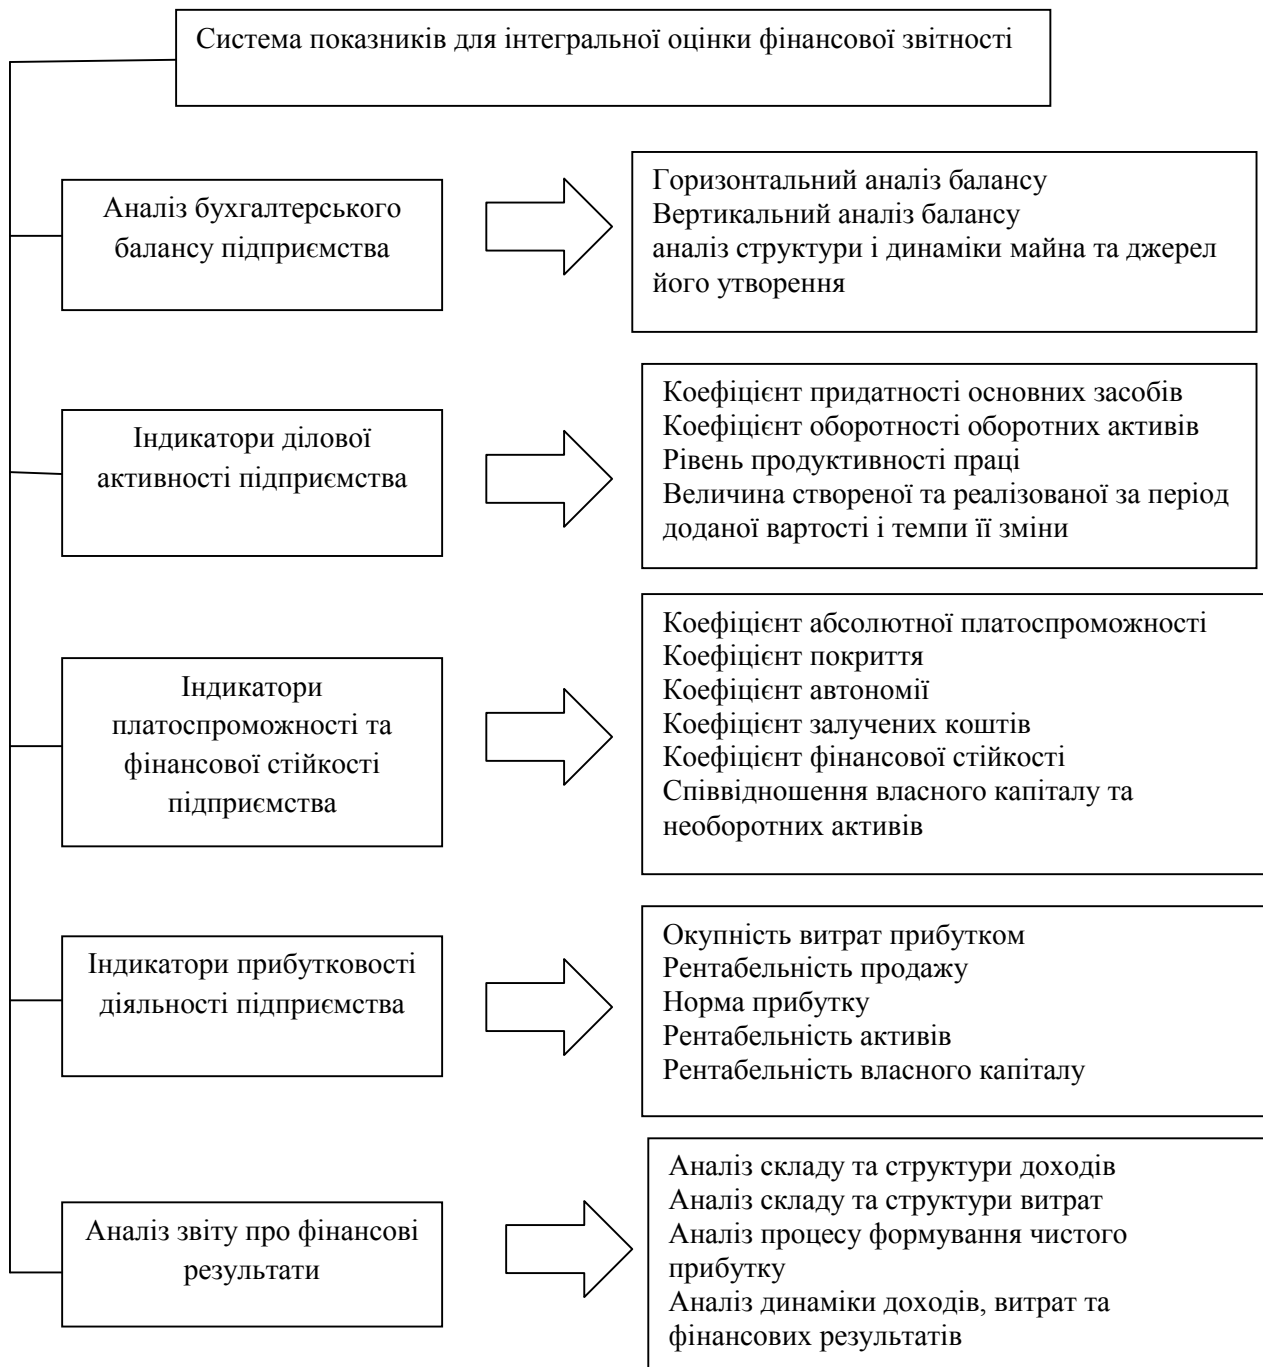 Система показників для інтегральної оцінки фінансової звітності
Аналіз бухгалтерського
балансу підприємства
Горизонтальний аналіз балансу
Вертикальний аналіз балансу
аналіз структури і динаміки майна та джерел
його утворення
Індикатори ділової
активності підприємства
Коефіцієнт придатності основних засобів
Коефіцієнт оборотності оборотних активів
Рівень продуктивності праці
Величина створеної та реалізованої за період
доданої вартості і темпи її зміни
Індикатори
платоспроможності та
фінансової стійкості
підприємства
Коефіцієнт абсолютної платоспроможності
Коефіцієнт покриття
Коефіцієнт автономії
Коефіцієнт залучених коштів
Коефіцієнт фінансової стійкості
Співвідношення власного капіталу та
необоротних активів
Індикатори прибутковості
діяльності підприємства
Окупність витрат прибутком
Рентабельність продажу
Норма прибутку
Рентабельність активів
Рентабельність власного капіталу
Аналіз звіту про фінансові
результати
Аналіз складу та структури доходів
Аналіз складу та структури витрат
Аналіз процесу формування чистого
прибутку
Аналіз динаміки доходів, витрат та
фінансових результатів